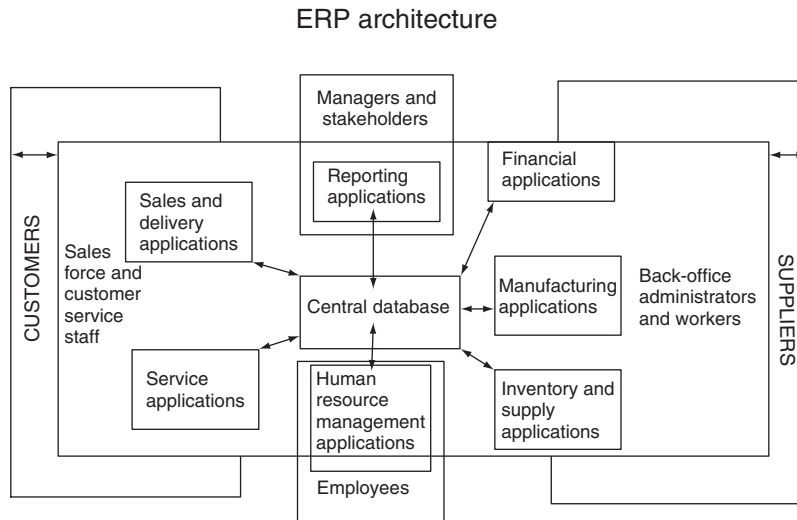 ERP architecture
Managers and
stakeholders
Reporting
applications
Financial
applications
Sales and
delivery
applications
CUSTOMERS
Sales
force and
customer
service
staff
Central database
Manufacturing
applications
Back-office
administrators
and workers
SUPPLIERS
Service
applications
Human
resource
management
applications
Inventory and
supply
applications
Employees